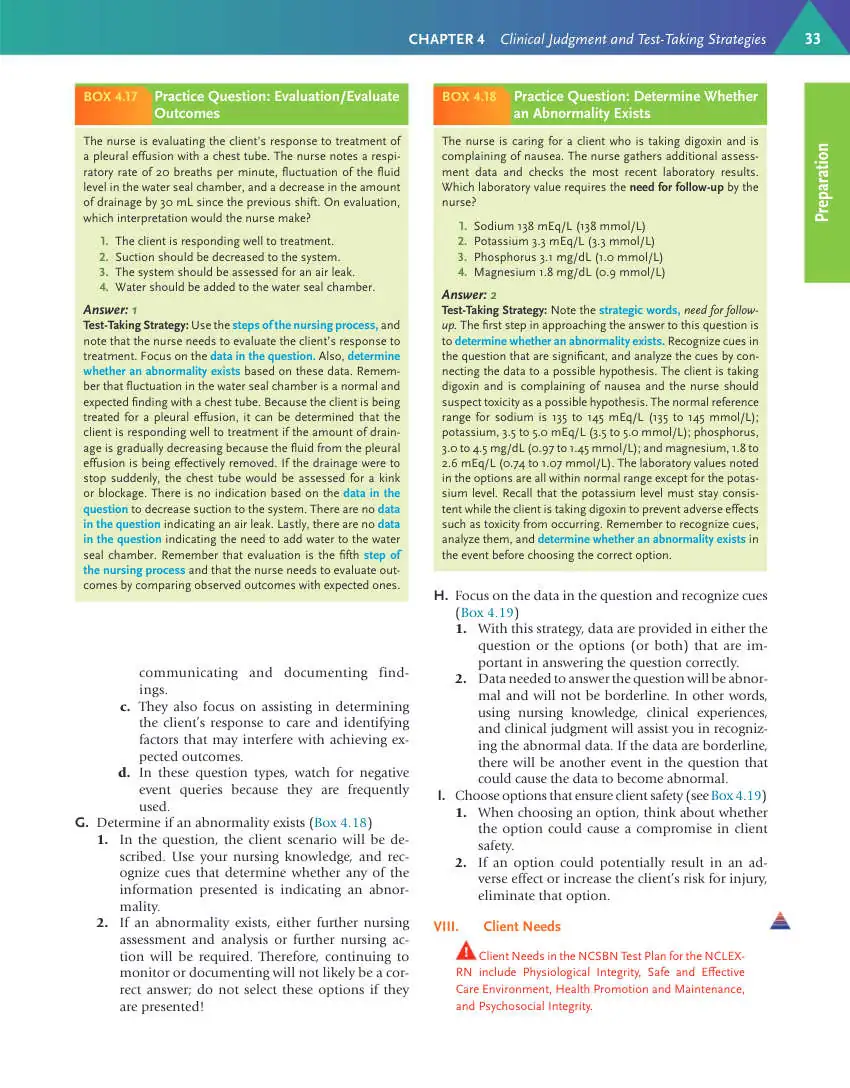 CHAPTER 4 Clinical Judgment and Test-Taking Strategies 33
BOX 4.17 Practice Question: Evaluation/Evaluate
Outcomes
The nurse is evaluating the client's response to treatment of
a pleural effusion with a chest tube. The nurse notes a respi-
ratory rate of 20 breaths per minute, fluctuation of the fluid
level in the water seal chamber, and a decrease in the amount
of drainage by 30 mL since the previous shift. On evaluation,
which interpretation would the nurse make?
1. The client is responding well to treatment.
2. Suction should be decreased to the system.
3. The system should be assessed for an air leak.
4. Water should be added to the water seal chamber.
Answer: 1
Test-Taking Strategy: Use the steps of the nursing process, and
note that the nurse needs to evaluate the client's response to
treatment. Focus on the data in the question. Also, determine
whether an abnormality exists based on these data. Remem-
ber that fluctuation in the water seal chamber is a normal and
expected finding with a chest tube. Because the client is being
treated for a pleural effusion, it can be determined that the
client is responding well to treatment if the amount of drain-
age is gradually decreasing because the fluid from the pleural
effusion is being effectively removed. If the drainage were to
stop suddenly, the chest tube would be assessed for a kink
or blockage. There is no indication based on the data in the
question to decrease suction to the system. There are no data
in the question indicating an air leak. Lastly, there are no data
in the question indicating the need to add water to the water
seal chamber. Remember that evaluation is the fifth step of
the nursing process and that the nurse needs to evaluate out-
comes by comparing observed outcomes with expected ones.
communicating and documenting find-
ings.
c. They also focus on assisting in determining
the client's response to care and identifying
factors that may interfere with achieving ex-
pected outcomes.
d. In these question types, watch for negative
event queries because they are frequently
used.
G. Determine if an abnormality exists (Box 4.18)
1. In the question, the client scenario will be de-
scribed. Use your nursing knowledge, and rec-
ognize cues that determine whether any of the
information presented is indicating an abnor-
mality.
2. If an abnormality exists, either further nursing
assessment and analysis or further nursing ac-
tion will be required. Therefore, continuing to
monitor or documenting will not likely be a cor-
rect answer; do not select these options if they
are presented!
BOX 4.18 Practice Question: Determine Whether
an Abnormality Exists
The nurse is caring for a client who is taking digoxin and is
complaining of nausea. The nurse gathers additional assess-
ment data and checks the most recent laboratory results.
Which laboratory value requires the need for follow-up by the
nurse?
1. Sodium 138 mEq/L (138 mmol/L)
2. Potassium 3.3 mEq/L (3.3 mmol/L)
3. Phosphorus 3.1 mg/dL (1.0 mmol/L)
4. Magnesium 1.8 mg/dL (0.9 mmol/L)
Answer: 2
Test-Taking Strategy: Note the strategic words, need for follow-
up. The first step in approaching the answer to this question is
to determine whether an abnormality exists. Recognize cues in
the question that are significant, and analyze the cues by con-
necting the data to a possible hypothesis. The client is taking
digoxin and is complaining of nausea and the nurse should
suspect toxicity as a possible hypothesis. The normal reference
range for sodium is 135 to 145 mEq/L (135 to 145 mmol/L);
potassium, 3.5 to 5.0 mEq/L (3.5 to 5.0 mmol/L); phosphorus,
3.0 to 4.5 mg/dL (0.97 to 1.45 mmol/L); and magnesium, 1.8 to
2.6 mEq/L (0.74 to 1.07 mmol/L). The laboratory values noted
in the options are all within normal range except for the potas-
sium level. Recall that the potassium level must stay consis-
tent while the client is taking digoxin to prevent adverse effects
such as toxicity from occurring. Remember to recognize cues,
analyze them, and determine whether an abnormality exists in
the event before choosing the correct option.
H. Focus on the data in the question and recognize cues
(Box 4.19)
1. With this strategy, data are provided in either the
question or the options (or both) that are im-
portant in answering the question correctly.
2. Data needed to answer the question will be abnor-
mal and will not be borderline. In other words,
using nursing knowledge, clinical experiences,
and clinical judgment will assist you in recogniz-
ing the abnormal data. If the data are borderline,
there will be another event in the question that
could cause the data to become abnormal.
I. Choose options that ensure client safety (see Box 4.19)
1. When choosing an option, think about whether
the option could cause a compromise in client
safety.
2. If an option could potentially result in an ad-
verse effect or increase the client's risk for injury,
eliminate that option.
VIII. Client Needs
Client Needs in the NCSBN Test Plan for the NCLEX-
RN include Physiological Integrity, Safe and Effective
Care Environment, Health Promotion and Maintenance,
and Psychosocial Integrity.
Preparation